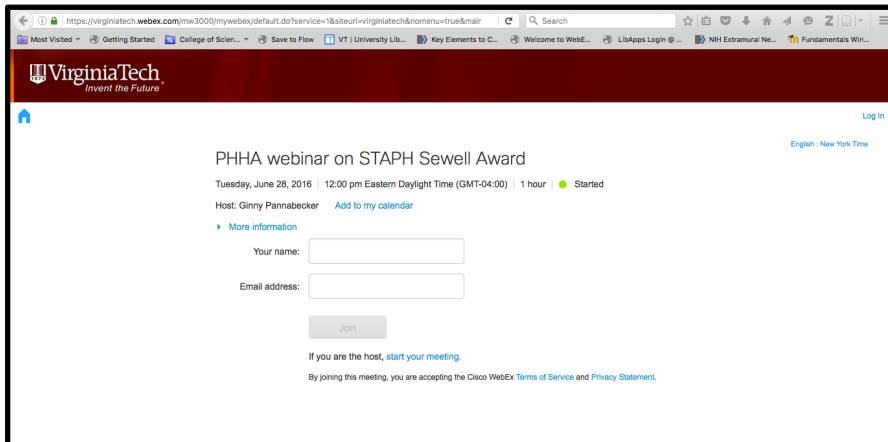 https://virginiatech.webex.com/mw3000/mywebex/default.do?service=1&siteurl=virginiatech&nomenu=true&mair
Search
Most Visited
Getting Started
College of Scien...
Save to Flow
VT | University Lib...
Key Elements to C...
Welcome to WebE...
LibApps Login @ ...
NIH Extramural Ne...
Fundamentals Win...
VirginiaTech
Invent the Future
Log In
English : New York Time
PHHA webinar on STAPH Sewell Award
Tuesday, June 28, 2016 | 12:00 pm Eastern Daylight Time (GMT-04:00) | 1 hour | Started
Host: Ginny Pannabecker Add to my calendar
More information
Your name:
Email address:
Join
If you are the host, start your meeting.
By joining this meeting, you are accepting the Cisco WebEx Terms of Service and Privacy Statement.